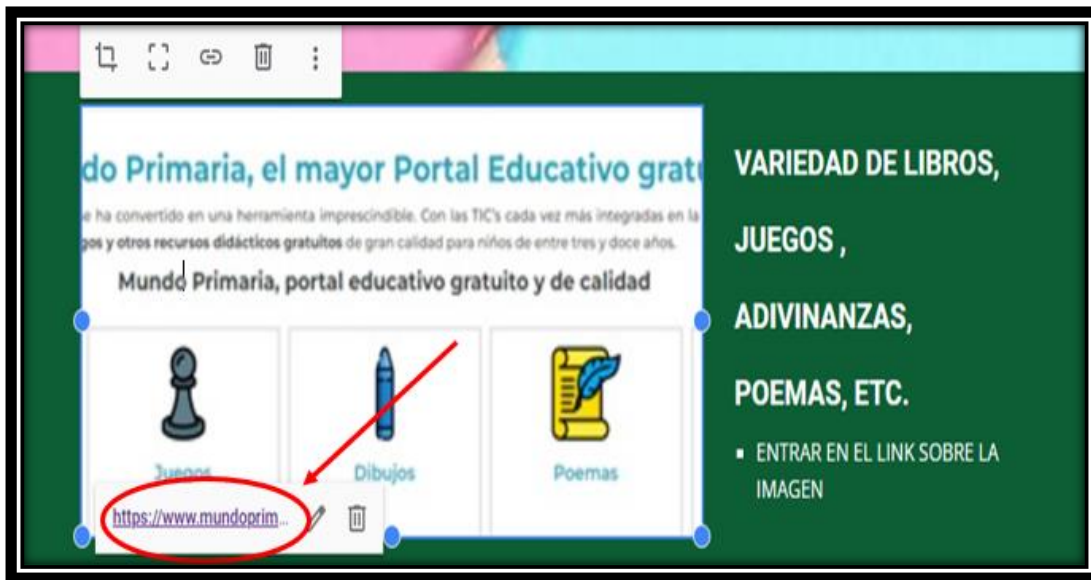 do Primaria, el mayor Portal Educativo gratu
e ha convertido en una herramienta imprescindible. Con las TIC's cada vez más integradas en la
gos y otros recursos didácticos gratuitos de gran calidad para niños de entre tres y doce años.
Mundo Primaria, portal educativo gratuito y de calidad
Juegos
Dibujos
Poemas
https://www.mundoprim...
VARIEDAD DE LIBROS,
JUEGOS ,
ADIVINANZAS,
POEMAS, ETC.
▪ ENTRAR EN EL LINK SOBRE LA
IMAGEN